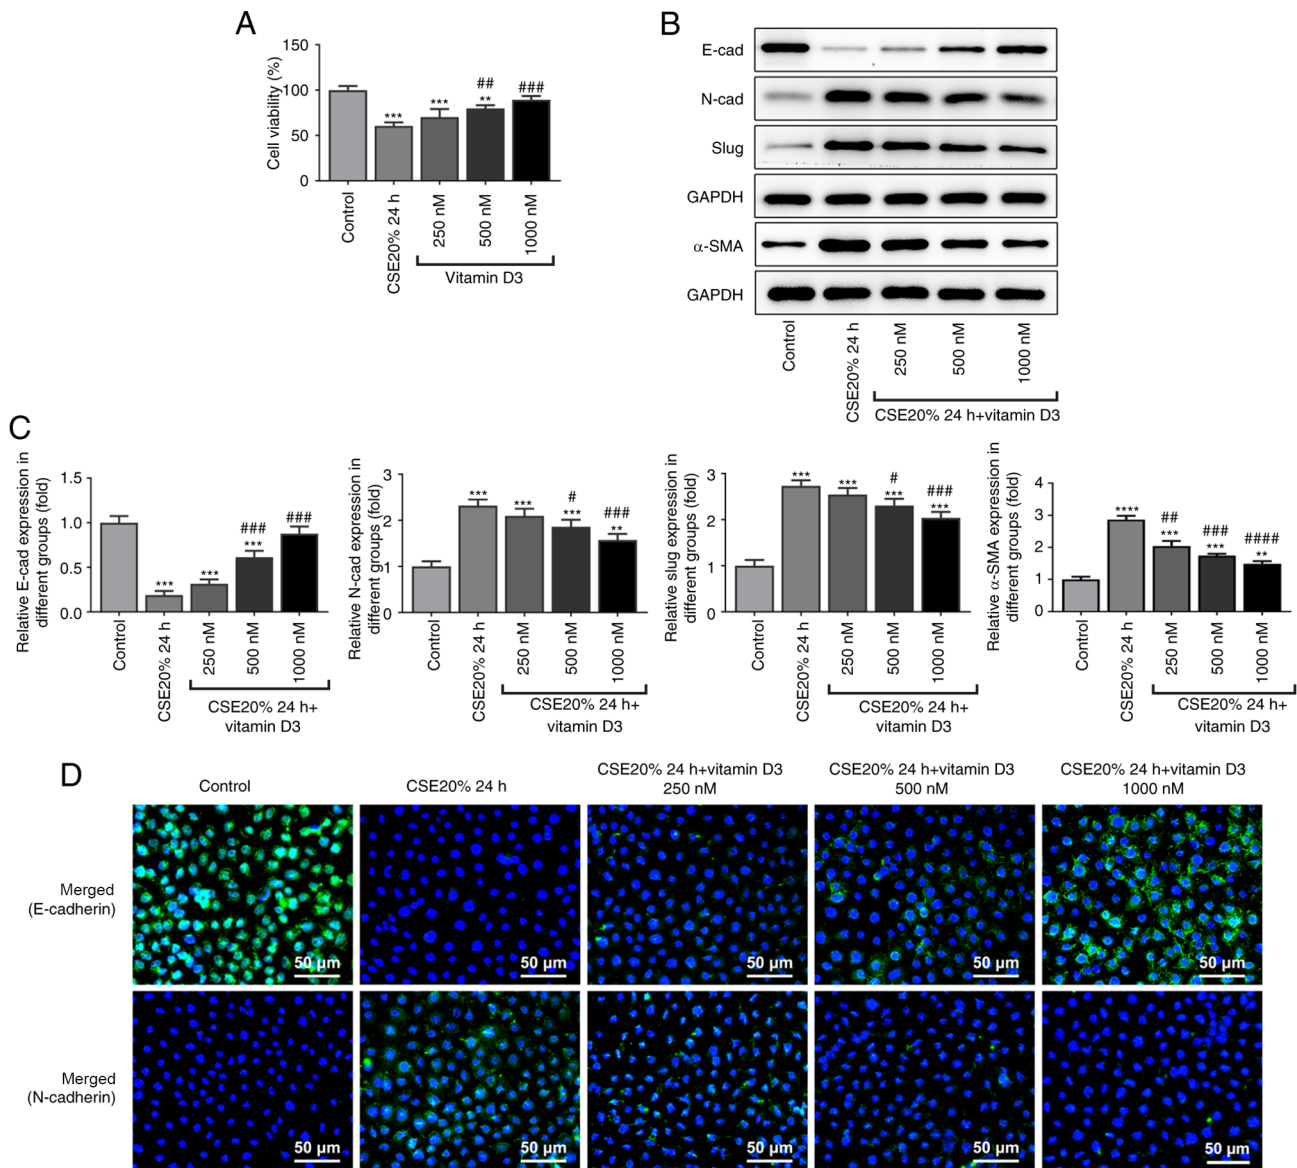 A
Cell viability (%)
150
100
50
0
***
***
##
**
###
Control
CSE20% 24 h
250 nM
500 nM
1000 nM
Vitamin D3
B
E-cad
N-cad
Slug
GAPDH
α-SMA
GAPDH
Control
CSE20% 24 h
250 nM
500 nM
1000 nM
CSE20% 24 h+vitamin D3
C
Relative E-cad expression in
different groups (fold)
1.5
1.0
0.5
0.0
***
***
###
***
###
Control
CSE20% 24 h
250 nM
500 nM
1000 nM
CSE20% 24 h+
vitamin D3
Relative N-cad expression in
different groups (fold)
3
2
1
0
***
***
#
***
###
**
Control
CSE20% 24 h
250 nM
500 nM
1000 nM
CSE20% 24 h+
vitamin D3
Relative slug expression in
different groups (fold)
3
2
1
0
***
***
#
***
###
***
Control
CSE20% 24 h
250 nM
500 nM
1000 nM
CSE20% 24 h+
vitamin D3
Relative α-SMA expression in
different groups (fold)
4
3
2
1
0
****
##
***
###
***
####
**
Control
CSE20% 24 h
250 nM
500 nM
1000 nM
CSE20% 24 h+
vitamin D3
D
Control
CSE20% 24 h
CSE20% 24 h+vitamin D3
250 nM
CSE20% 24 h+vitamin D3
500 nM
CSE20% 24 h+vitamin D3
1000 nM
Merged
(E-cadherin)
50 µm
50 µm
50 µm
50 µm
50 µm
Merged
(N-cadherin)
50 µm
50 µm
50 µm
50 µm
50 µm